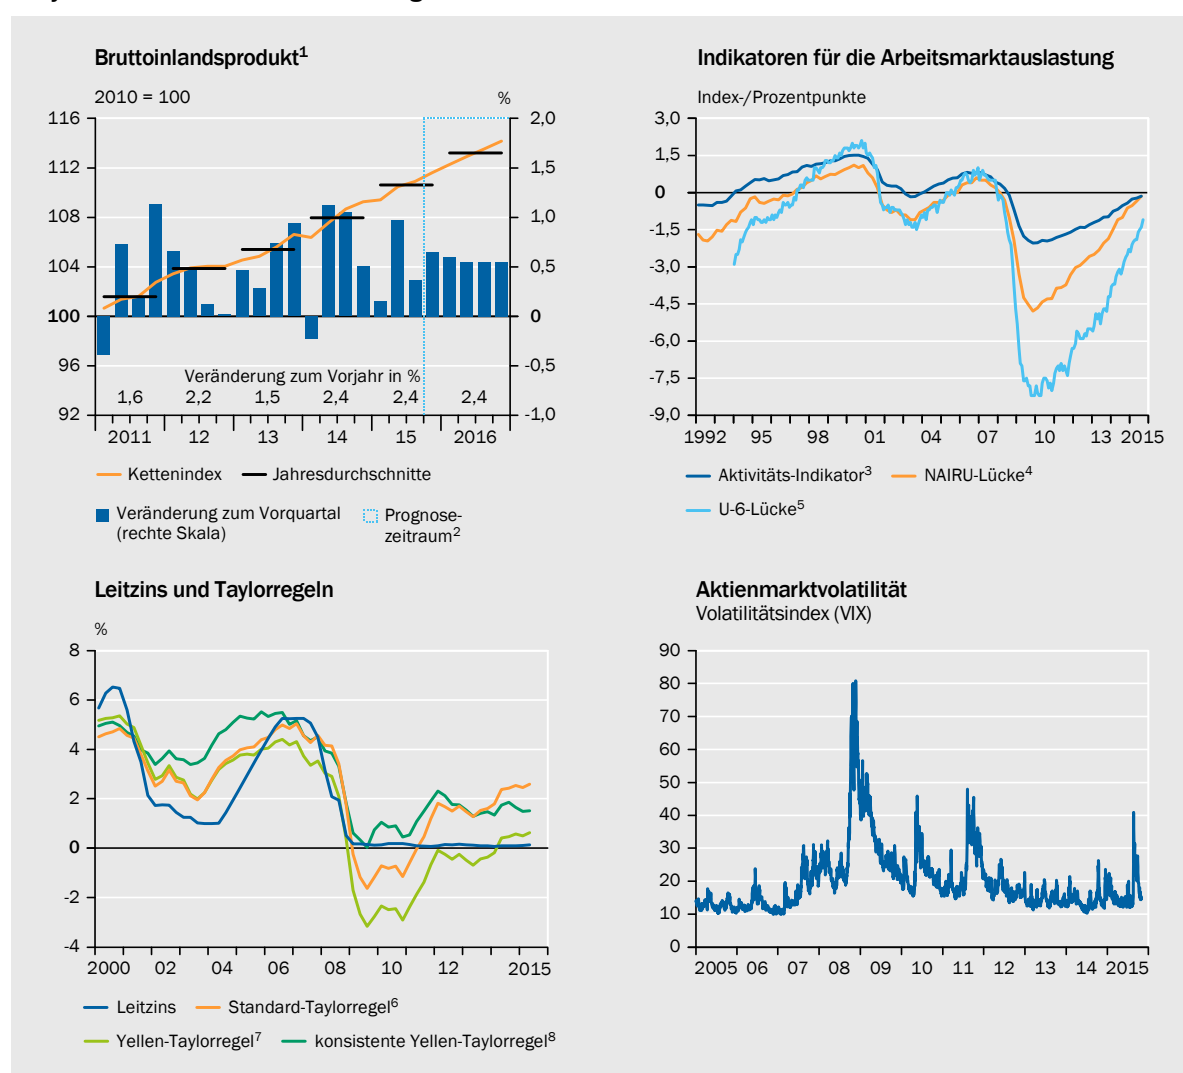 Bruttoinlandsprodukt1
2010 = 100
%
116
112
108
104
100
96
92
2,0
1,5
1,0
0,5
0
-0,5
-1,0
Veränderung zum Vorjahr in %
1,6 2,2 1,5 2,4 2,4 2,4
2011 12 13 14 15 2016
Kettenindex Jahresdurchschnitte
Veränderung zum Vorquartal
(rechte Skala)
Prognose-
zeitraum2
Indikatoren für die Arbeitsmarktauslastung
Index-/Prozentpunkte
3,0
1,5
0
-1,5
-3,0
-4,5
-6,0
-7,5
-9,0
1992 95 98 01 04 07 10 13 2015
Aktivitäts-Indikator3 NAIRU-Lücke4
U-6-Lücke5
Leitzins und Taylorregeln
%
8
6
4
2
0
-2
-4
2000 02 04 06 08 10 12 2015
Leitzins Standard-Taylorregel6
Yellen-Taylorregel7 konsistente Yellen-Taylorregel8
Aktienmarktvolatilität
Volatilitätsindex (VIX)
90
80
70
60
50
40
30
20
10
0
2005 06 07 08 09 10 11 12 13 14 2015